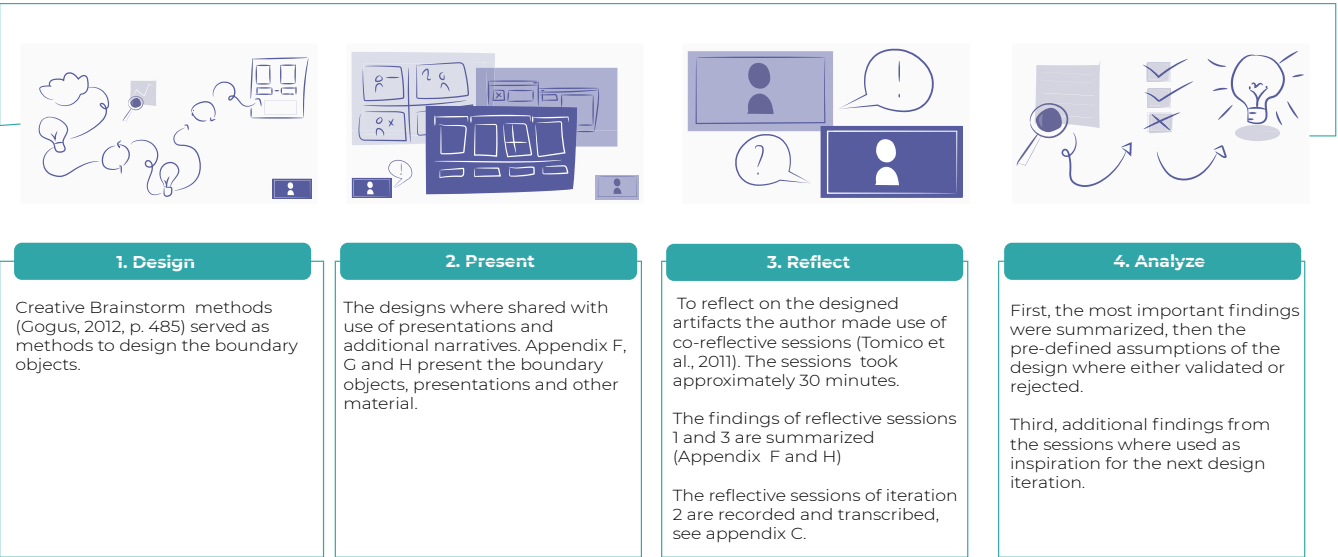 1. Design
Creative Brainstorm methods
(Gogus, 2012, p. 485) served as
methods to design the boundary
objects.
2. Present
The designs where shared with
use of presentations and
additional narratives. Appendix F,
G and H present the boundary
objects, presentations and other
material.
3. Reflect
To reflect on the designed
artifacts the author made use of
co-reflective sessions (Tomico et
al., 2011). The sessions took
approximately 30 minutes.
The findings of reflective sessions
1 and 3 are summarized
(Appendix F and H)
The reflective sessions of iteration
2 are recorded and transcribed,
see appendix C.
4. Analyze
First, the most important findings
were summarized, then the
pre-defined assumptions of the
design where either validated or
rejected.
Third, additional findings from
the sessions where used as
inspiration for the next design
iteration.